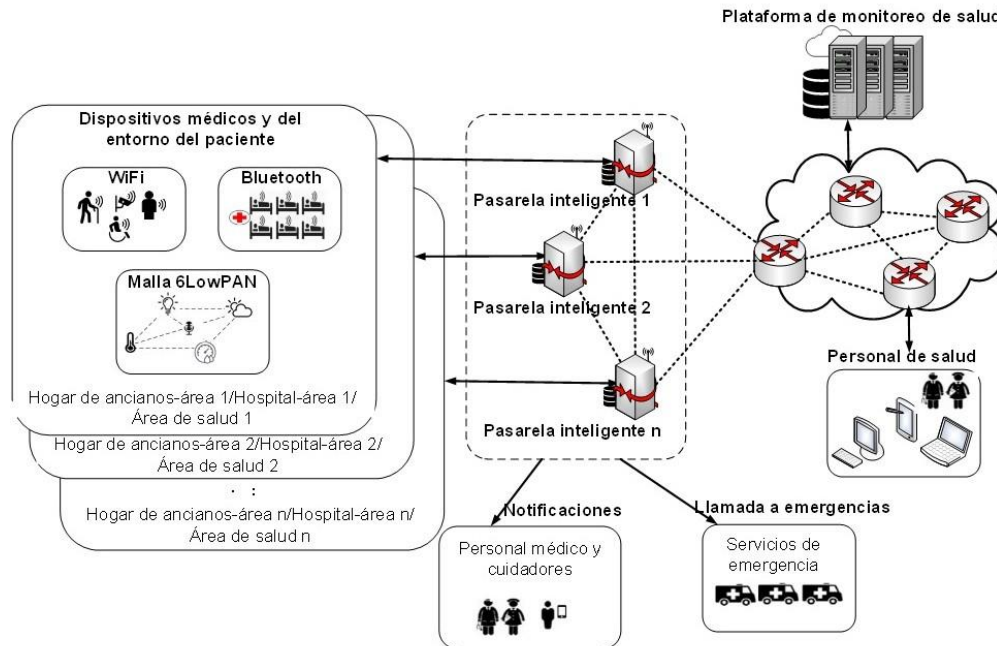 Plataforma de monitoreo de salud
Dispositivos médicos y del
entorno del paciente
WiFi
Bluetooth
Malla 6LowPAN
Hogar de ancianos-área 1/Hospital-área 1/
Área de salud 1
Hogar de ancianos-área 2/Hospital-área 2/
Área de salud 2
. :
Hogar de ancianos-área n/Hospital-área n/
Área de salud n
Pasarela inteligente 1
Pasarela inteligente 2
Pasarela inteligente n
Personal de salud
Notificaciones
Personal médico y
cuidadores
Llamada a emergencias
Servicios de
emergencia